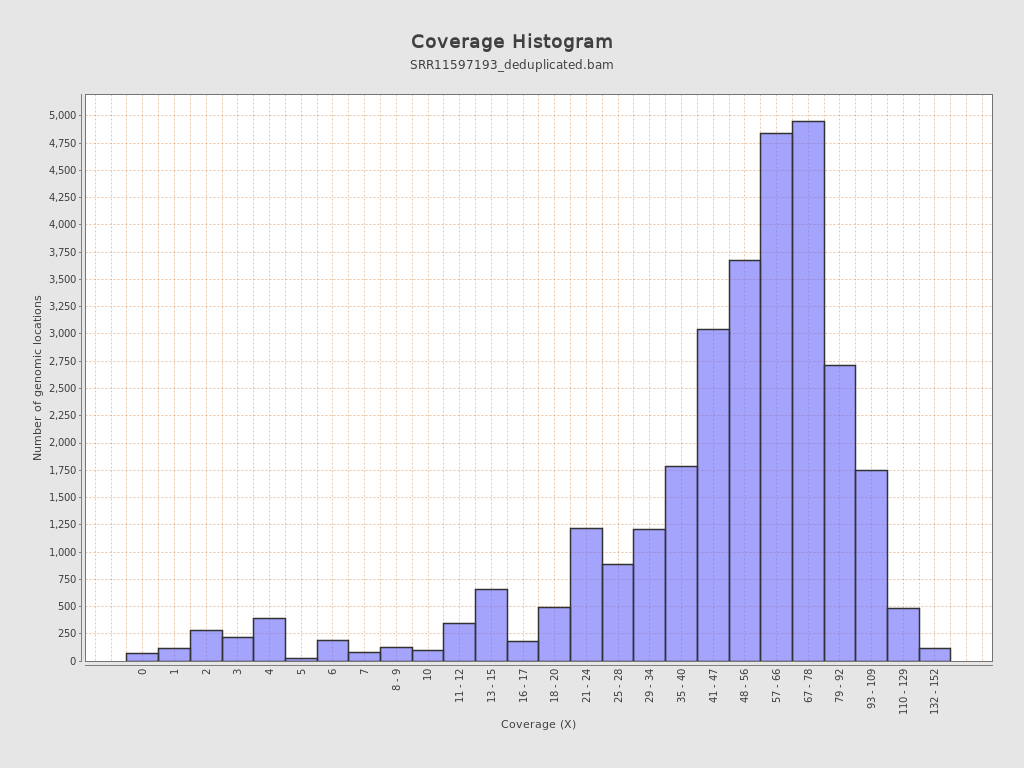 Coverage Histogram
SRR11597193_deduplicated.bam
Number of genomic locations
5,000
4,750
4,500
4,250
4,000
3,750
3,500
3,250
3,000
2,750
2,500
2,250
2,000
1,750
1,500
1,250
1,000
750
500
250
0
0
1
2
3
4
5
6
7
8 - 9
10
11 - 12
13 - 15
16 - 17
18 - 20
21 - 24
25 - 28
29 - 34
35 - 40
41 - 47
48 - 56
57 - 66
67 - 78
79 - 92
93 - 109
110 - 129
132 - 152
Coverage (X)